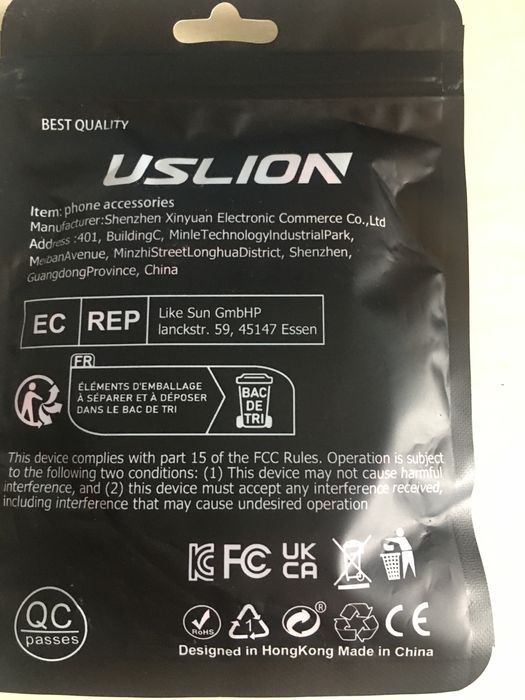 BEST QUALITY
USLION
Item: phone accessories
Manufacturer:Shenzhen Xinyuan Electronic Commerce Co.,Ltd
Address :401, BuildingC, MinleTechnologyIndustrialPark,
MeibanAvenue, MinzhiStreetLonghuaDistrict, Shenzhen,
GuangdongProvince, China
EC REP
Like Sun GmbHP
lanckstr. 59, 45147 Essen
FR
ÉLÉMENTS D'EMBALLAGE
À SÉPARER ET À DÉPOSER
DANS LE BAC DE TRI
BAC
DE
TRI
This device complies with part 15 of the FCC Rules. Operation is subject
to the following two conditions: (1) This device may not cause harmful
interference, and (2) this device must accept any interference received,
including interference that may cause undesired operation
KC FC UK
CA
QC
passes
RoHS 1 ® CE
Designed in HongKong Made in China